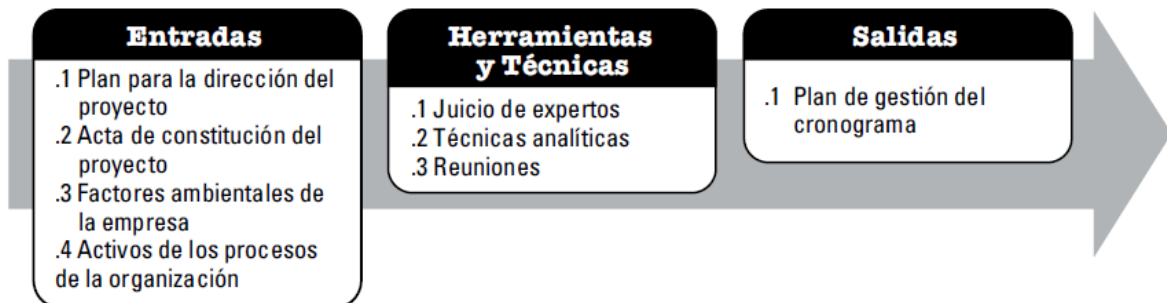 Entradas
.1 Plan para la dirección del
proyecto
.2 Acta de constitución del
proyecto
.3 Factores ambientales de
la empresa
.4 Activos de los procesos
de la organización
Herramientas
y Técnicas
.1 Juicio de expertos
.2 Técnicas analíticas
.3 Reuniones
Salidas
.1 Plan de gestión del
cronograma